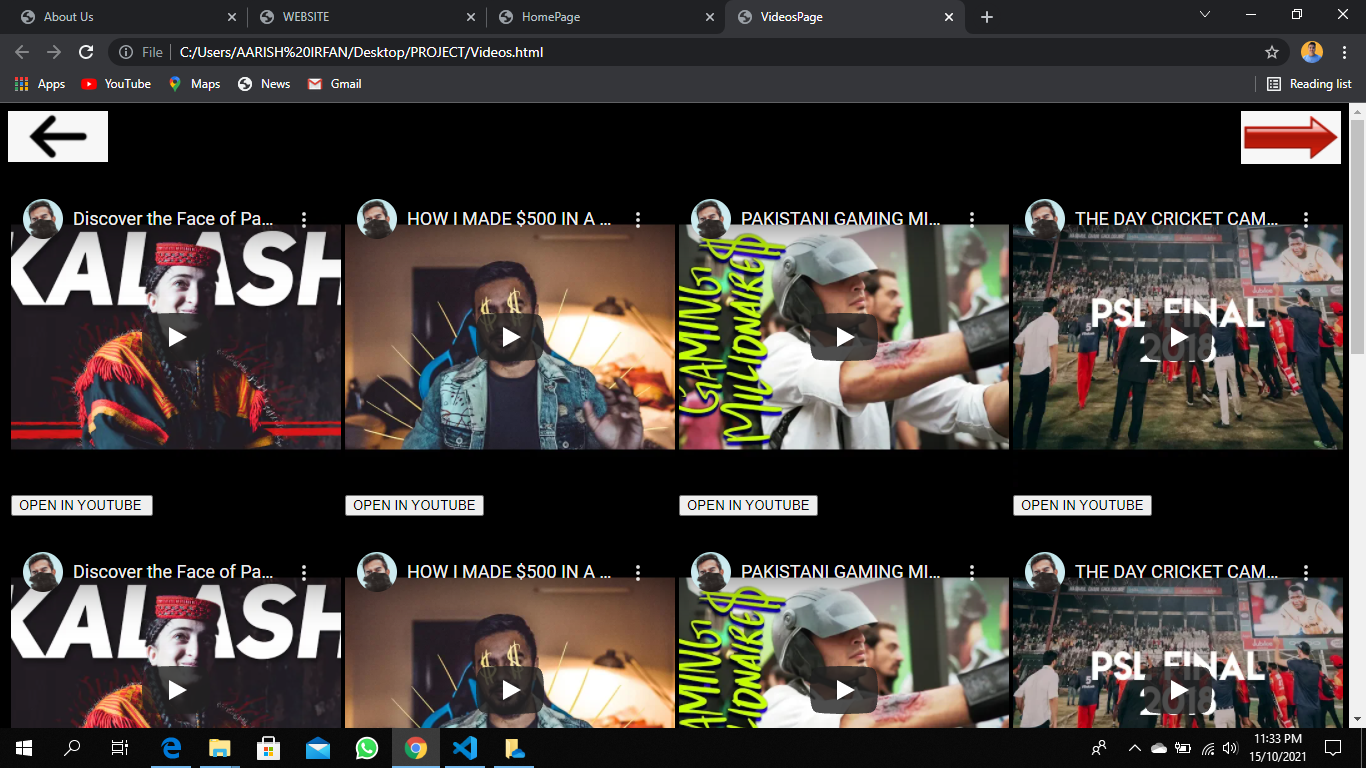 About Us
WEBSITE
HomePage
VideosPage
File C:/Users/AARISH%20IRFAN/Desktop/PROJECT/Videos.html
Apps YouTube Maps News Gmail Reading list
Discover the Face of Pa...
HOW I MADE $500 IN A ...
PAKISTANI GAMING MI...
THE DAY CRICKET CAM...
KALASH
GAMING
MILLIONAIRE
PSL FINAL
2018
OPEN IN YOUTUBE
OPEN IN YOUTUBE
OPEN IN YOUTUBE
OPEN IN YOUTUBE
Discover the Face of Pa...
HOW I MADE $500 IN A ...
PAKISTANI GAMING MI...
THE DAY CRICKET CAM...
KALASH
AMING
LIONAIRE
PSL FINAL
2018
11:33 PM
15/10/2021